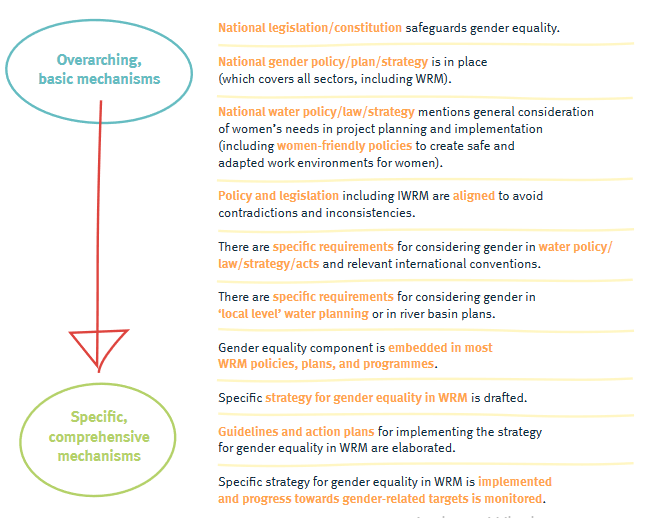 Overarching,
basic mechanisms
National legislation/constitution safeguards gender equality.
National gender policy/plan/strategy is in place
(which covers all sectors, including WRM).
National water policy/law/strategy mentions general consideration
of women's needs in project planning and implementation
(including women-friendly policies to create safe and
adapted work environments for women).
Policy and legislation including IWRM are aligned to avoid
contradictions and inconsistencies.
There are specific requirements for considering gender in water policy/
law/strategy/acts and relevant international conventions.
There are specific requirements for considering gender in
‘local level’ water planning or in river basin plans.
Gender equality component is embedded in most
WRM policies, plans, and programmes.
Specific strategy for gender equality in WRM is drafted.
Guidelines and action plans for implementing the strategy
for gender equality in WRM are elaborated.
Specific strategy for gender equality in WRM is implemented
and progress towards gender-related targets is monitored.
Specific,
comprehensive
mechanisms